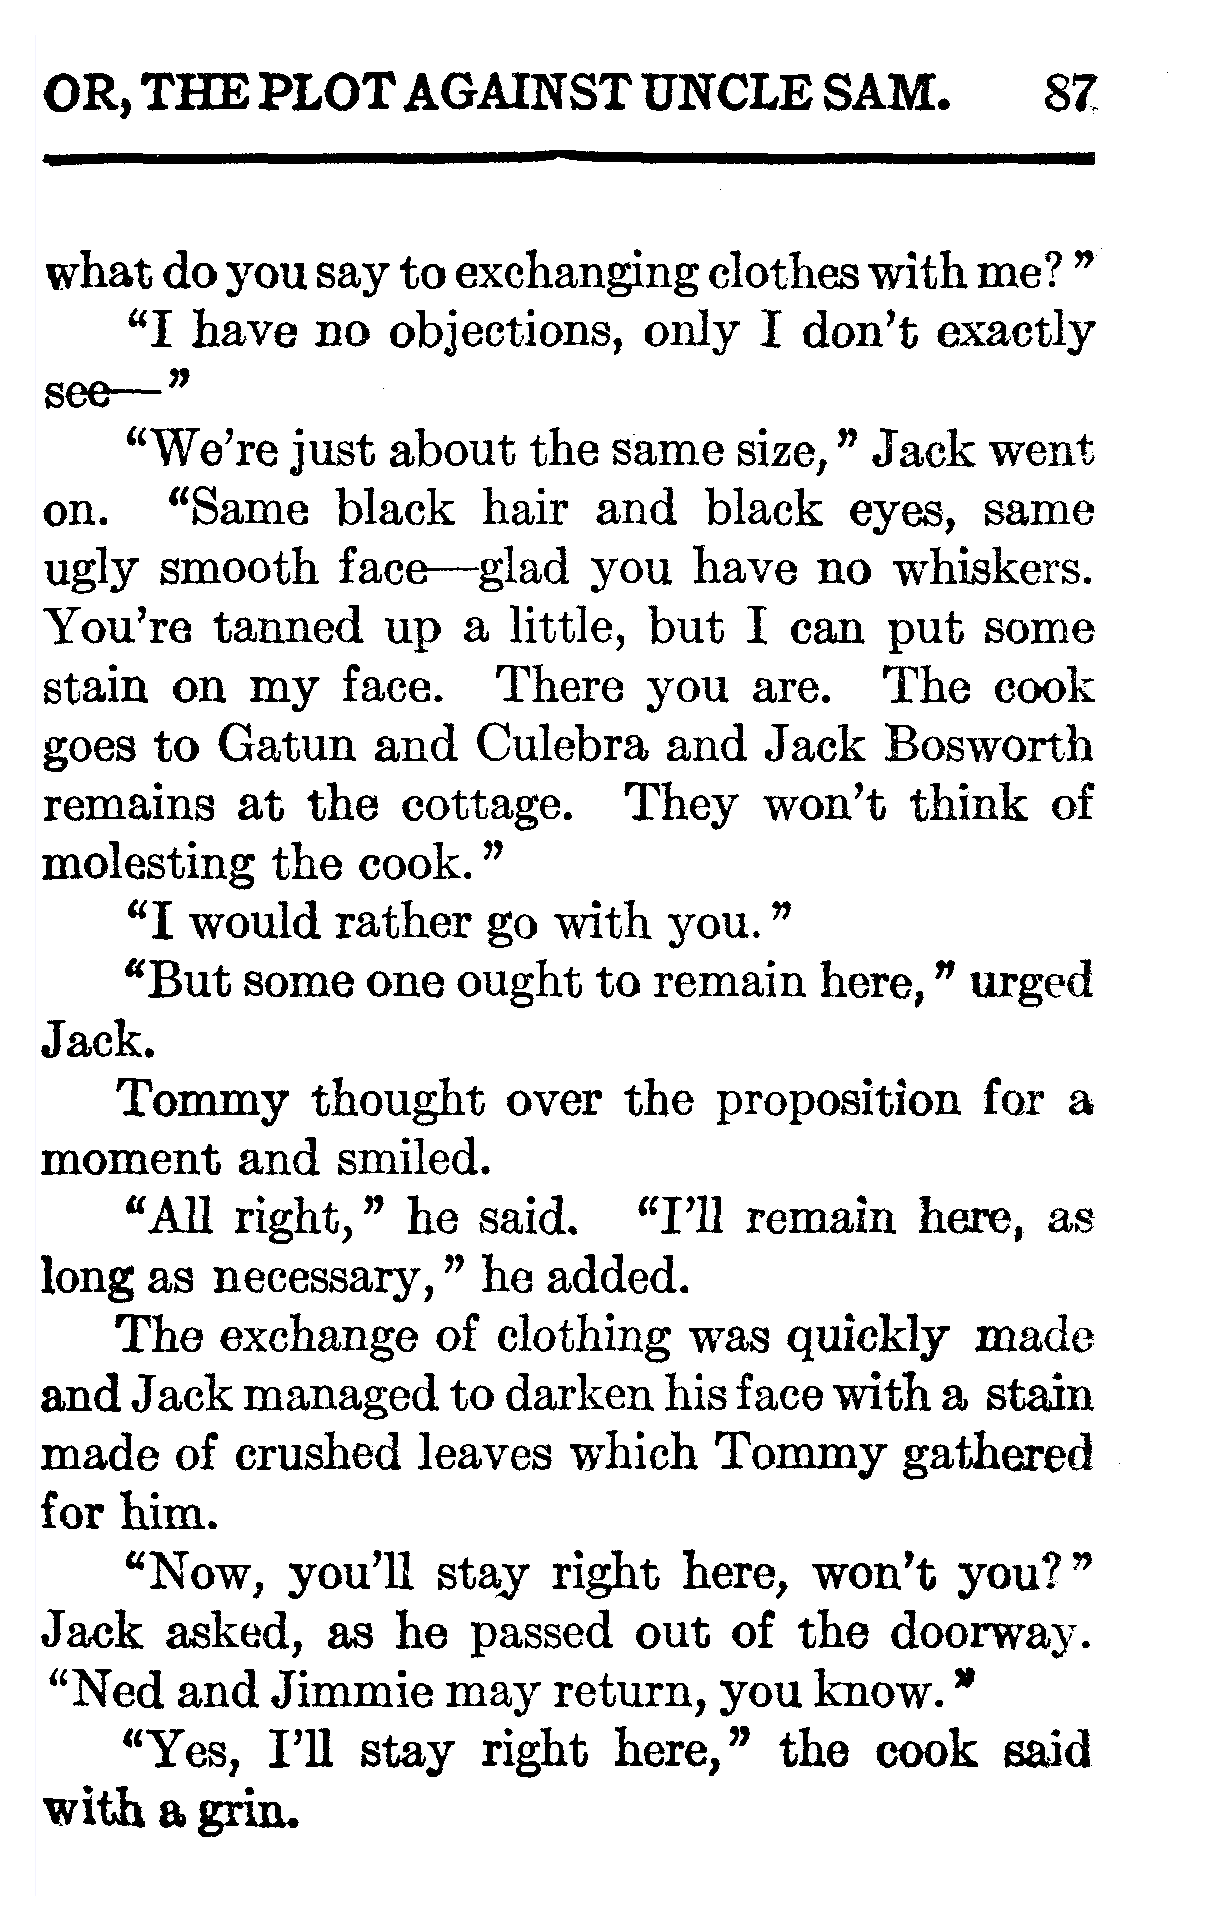 OR, THE PLOT AGAINST UNCLE SAM. 87
what do you say to exchanging clothes with me?"
"I have no objections, only I don't exactly
see—"
"We're just about the same size," Jack went
on. "Same black hair and black eyes, same
ugly smooth face—glad you have no whiskers.
You're tanned up a little, but I can put some
stain on my face. There you are. The cook
goes to Gatun and Culebra and Jack Bosworth
remains at the cottage. They won't think of
molesting the cook."
"I would rather go with you."
"But some one ought to remain here," urged
Jack.
Tommy thought over the proposition for a
moment and smiled.
"All right," he said. "I'll remain here, as
long as necessary," he added.
The exchange of clothing was quickly made
and Jack managed to darken his face with a stain
made of crushed leaves which Tommy gathered
for him.
"Now, you'll stay right here, won't you?"
Jack asked, as he passed out of the doorway.
"Ned and Jimmie may return, you know."
"Yes, I'll stay right here," the cook said
with a grin.